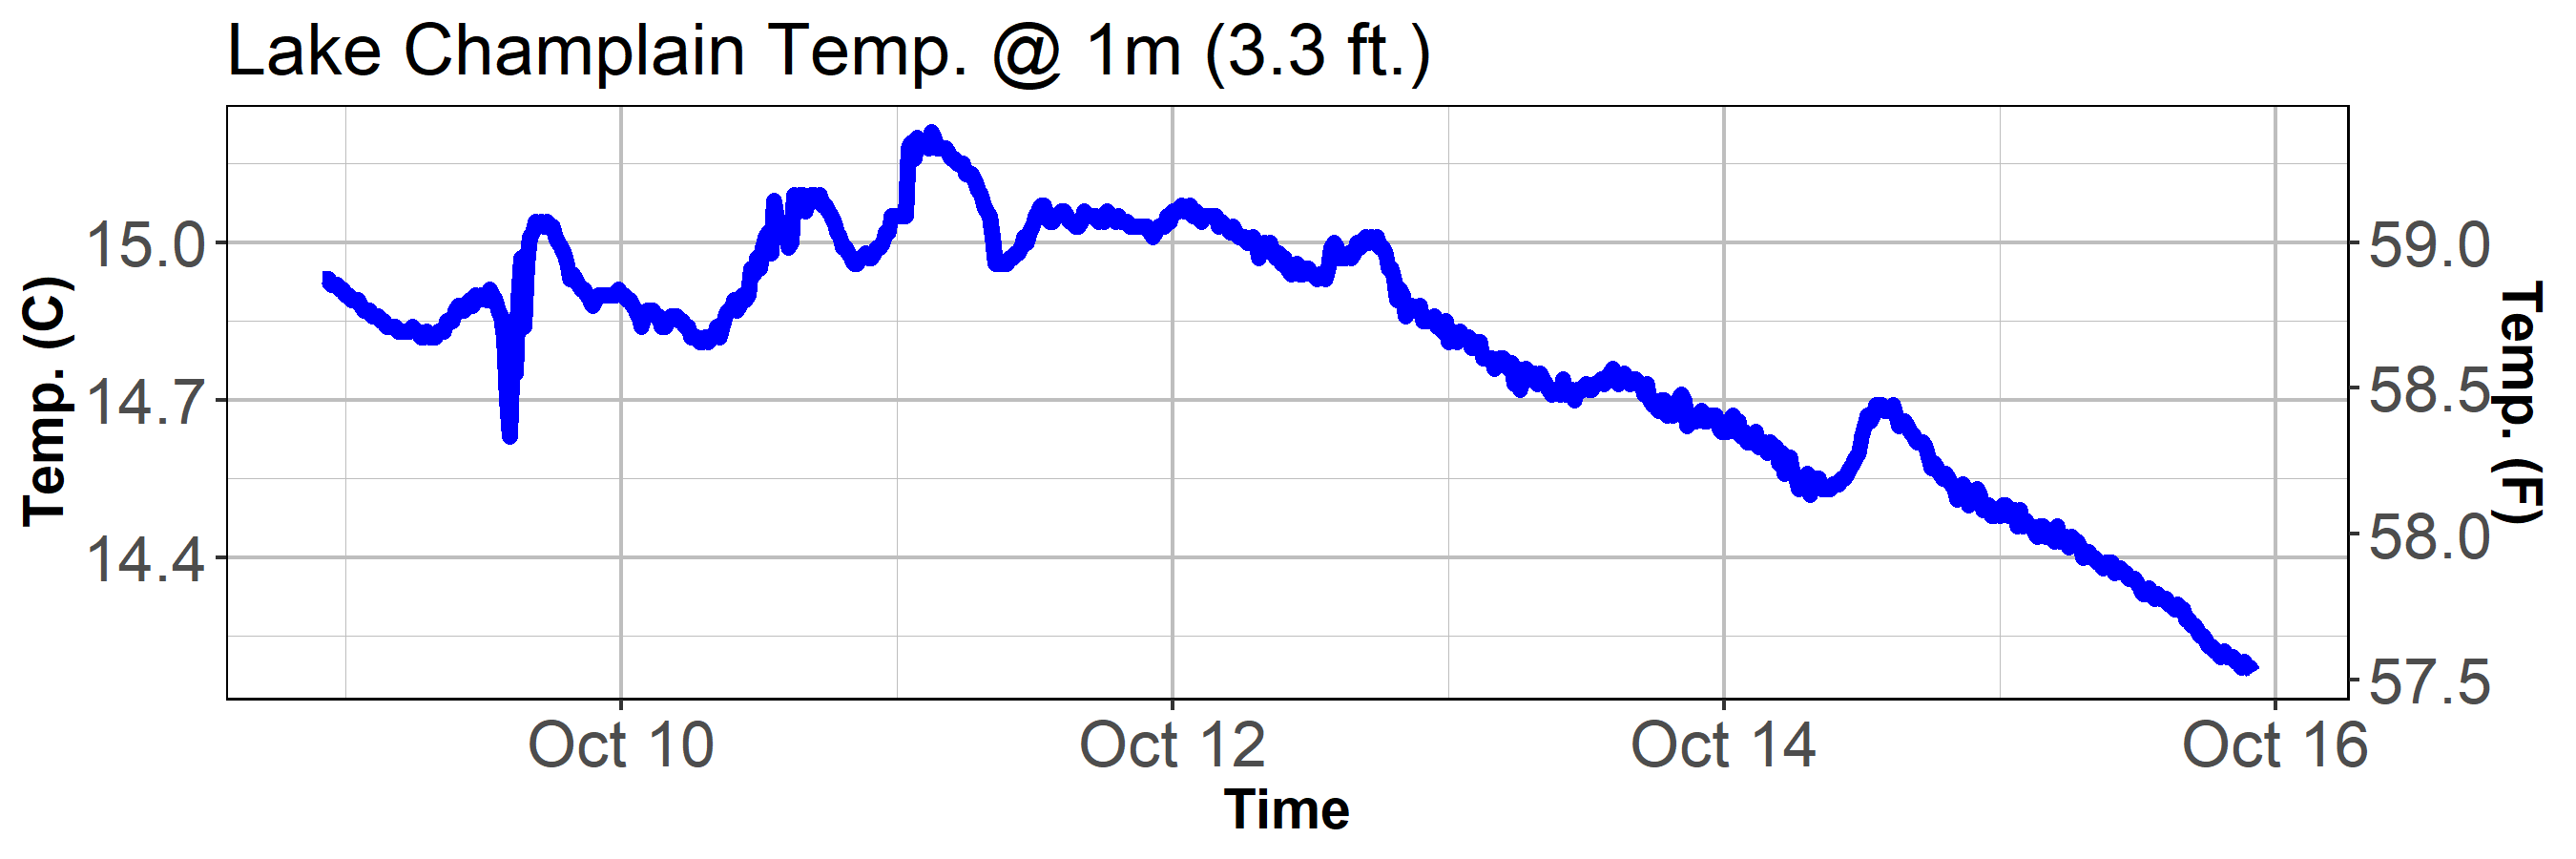 Lake Champlain Temp. @ 1m (3.3 ft.)
Temp. (C)
15.0
14.7
14.4
59.0
58.5
58.0
57.5
Temp. (F)
Oct 10
Oct 12
Oct 14
Oct 16
Time